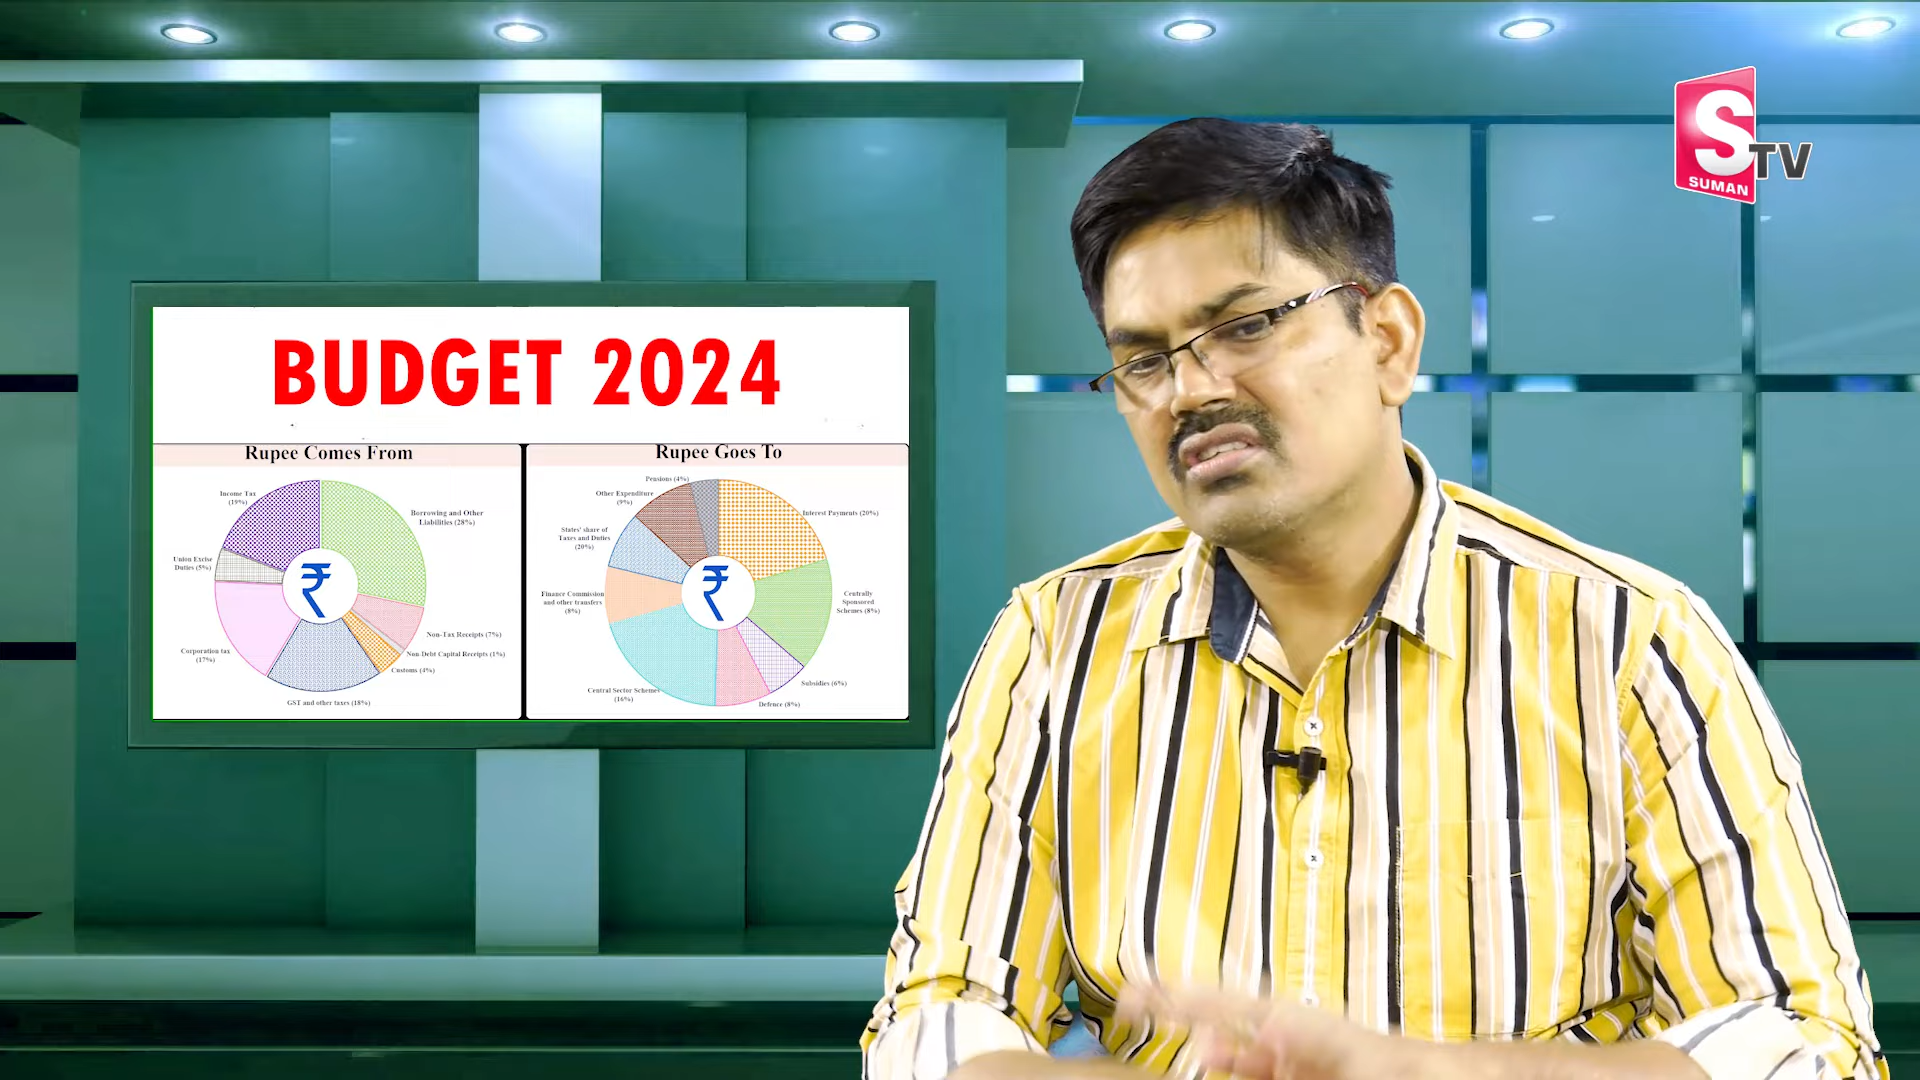 S
TV
SUMAN
BUDGET 2024
Rupee Comes From
Income Tax
(19%)
Borrowing and Other
Liabilities (28%)
Union Excise
Duties (5%)
Non-Tax Receipts (7%)
Non-Debt Capital Receipts (1%)
Corporation tax
(17%)
Customs (4%)
GST and other taxes (18%)
₹
Rupee Goes To
Pensions (4%)
Other Expenditure
(9%)
Interest Payments (20%)
States' share of
Taxes and Duties
(20%)
Finance Commission
and other transfers
(8%)
Centrally
Sponsored
Schemes (8%)
Subsidies (6%)
Central Sector Schemes
(16%)
Defence (8%)
₹